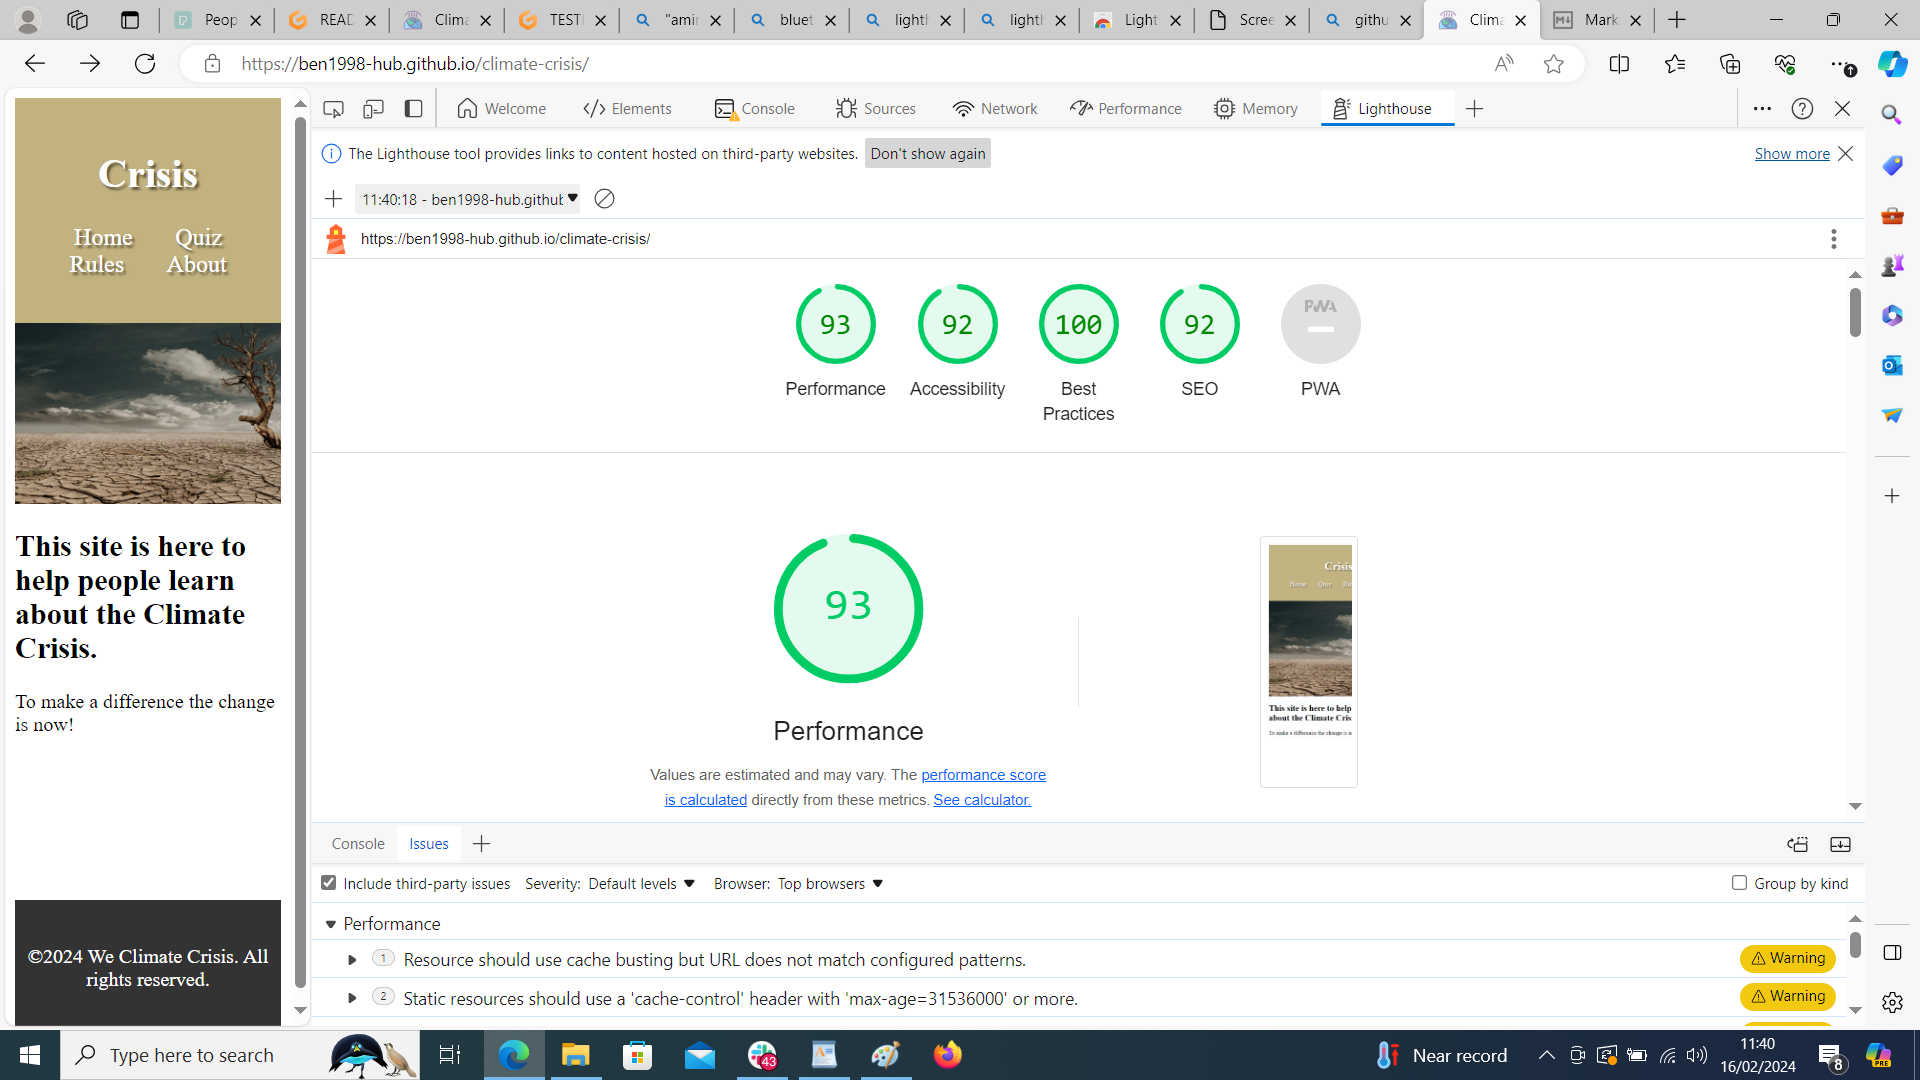 Peop
READ
Clima
TESTI
"amir
bluet
lighth
lighth
Light
Scree
githu
Clima
Mark
https://ben1998-hub.github.io/climate-crisis/
Welcome
Elements
Console
Sources
Network
Performance
Memory
Lighthouse
The Lighthouse tool provides links to content hosted on third-party websites.
Don't show again
Show more
11:40:18 - ben1998-hub.github
https://ben1998-hub.github.io/climate-crisis/
Crisis
Home Quiz
Rules About
This site is here to
help people learn
about the Climate
Crisis.
To make a difference the change
is now!
©2024 We Climate Crisis. All
rights reserved.
93
92
100
92
PWA
Performance
Accessibility
Best
Practices
SEO
PWA
93
Performance
Values are estimated and may vary. The performance score
is calculated directly from these metrics. See calculator.
Crisis
Home Quiz Rul
This site is here to help
about the Climate Cris
To make a difference the change is n
Console
Issues
Include third-party issues
Severity: Default levels
Browser: Top browsers
Group by kind
Performance
1 Resource should use cache busting but URL does not match configured patterns.
Warning
2 Static resources should use a 'cache-control' header with 'max-age=31536000' or more.
Warning
Type here to search
43
Near record
11:40
16/02/2024
8
PRE